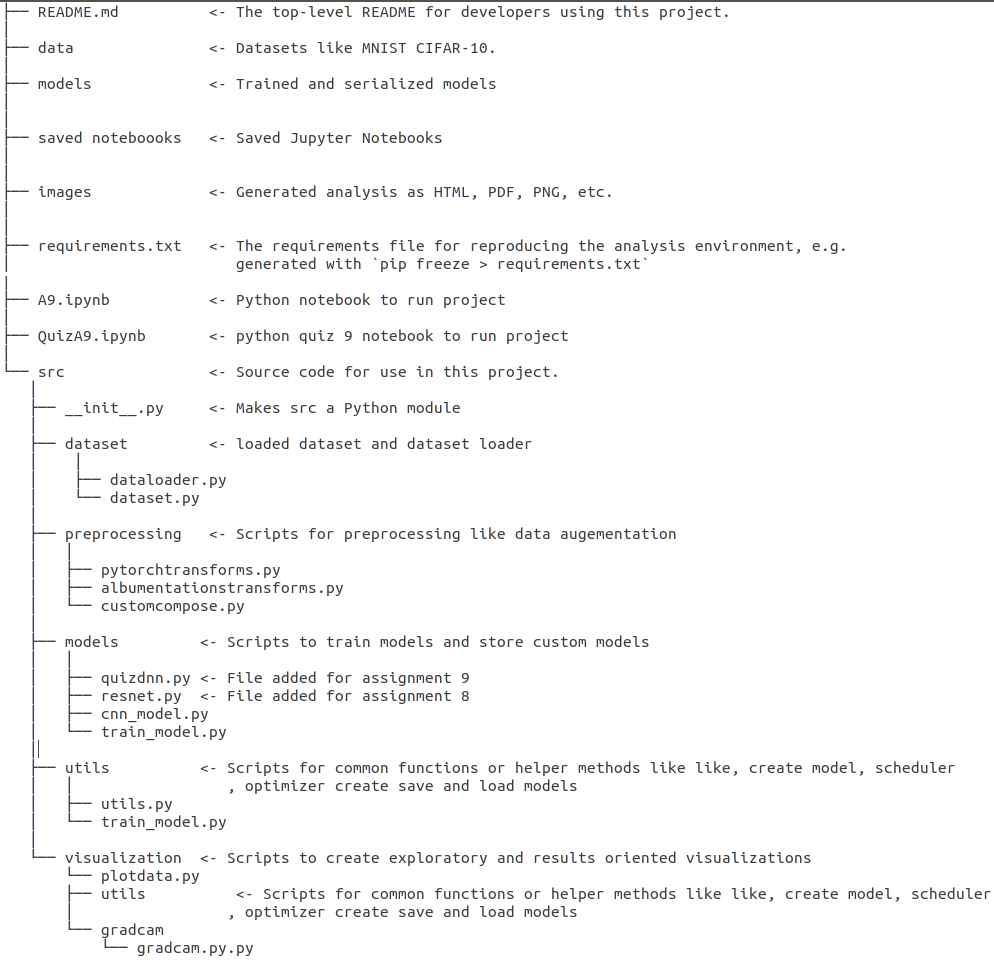 ├── README.md          <- The top-level README for developers using this project.
│
├── data               <- Datasets like MNIST CIFAR-10.
│
├── models             <- Trained and serialized models
│
│
├── saved noteboooks   <- Saved Jupyter Notebooks
│
│
├── images             <- Generated analysis as HTML, PDF, PNG, etc.
│
│
├── requirements.txt   <- The requirements file for reproducing the analysis environment, e.g.
│                         generated with `pip freeze > requirements.txt`
│
├── A9.ipynb           <- Python notebook to run project
│
├── QuizA9.ipynb       <- python quiz 9 notebook to run project
│
└── src                <- Source code for use in this project.
   │
   ├── __init__.py     <- Makes src a Python module
   │
   ├── dataset         <- loaded dataset and dataset loader
   │    │
   │    ├── dataloader.py
   │    └── dataset.py
   │
   ├── preprocessing   <- Scripts for preprocessing like data augementation
   │   │
   │   ├── pytorchtransforms.py
   │   ├── albumentationstransforms.py
   │   └── customcompose.py
   │
   ├── models         <- Scripts to train models and store custom models
   │   │
   │   ├── quizdnn.py <- File added for assignment 9
   │   ├── resnet.py  <- File added for assignment 8
   │   ├── cnn_model.py
   │   └── train_model.py
   │
   ├── utils          <- Scripts for common functions or helper methods like like, create model, scheduler
   │   │                 , optimizer create save and load models
   │   ├── utils.py
   │   └── train_model.py
   │
   └── visualization  <- Scripts to create exploratory and results oriented visualizations
       └── plotdata.py
       ├── utils          <- Scripts for common functions or helper methods like like, create model, scheduler
       │                 , optimizer create save and load models
       └── gradcam
           └── gradcam.py.py